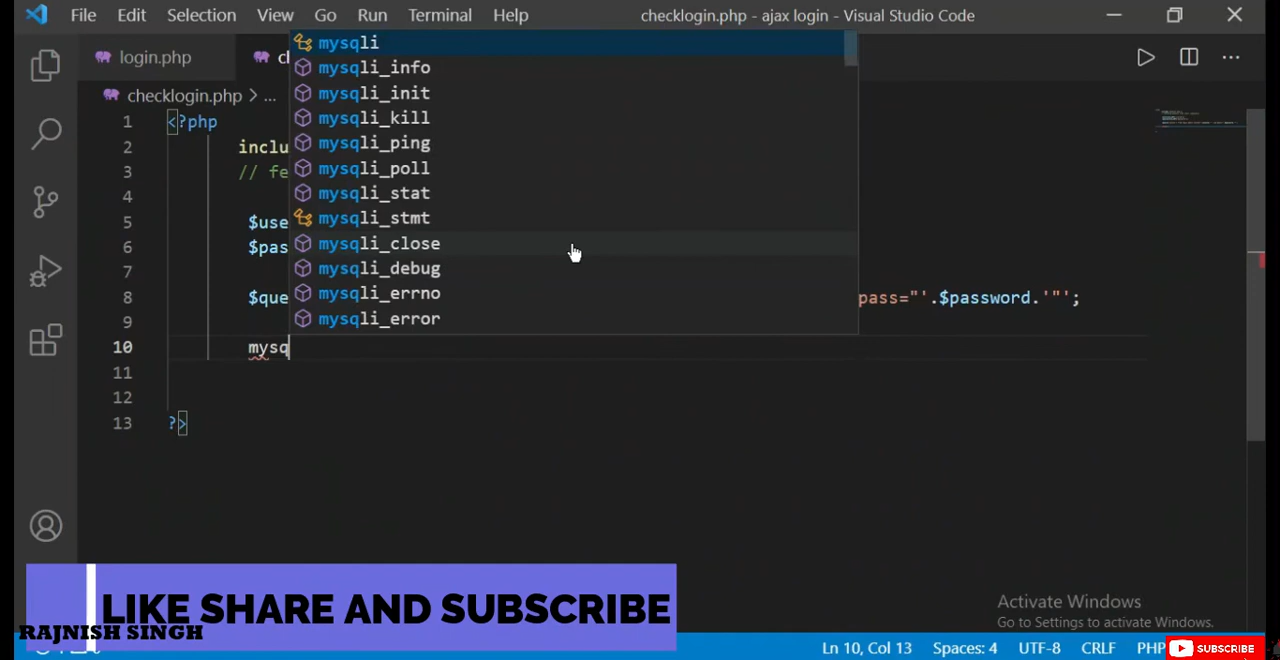 File Edit Selection View Go Run Terminal Help checklogin.php - ajax login - Visual Studio Code
login.php
mysqli
mysqli_info
mysqli_init
mysqli_kill
mysqli_ping
mysqli_poll
mysqli_stat
mysqli_stmt
mysqli_close
mysqli_debug
mysqli_errno
mysqli_error
checklogin.php > ...
1 <?php
2 inclu
3 // fe
4
5 $use
6 $pas
7
8 $que pass="'.$password.'"';
9
10 mysq
11
12
13 ?>
LIKE SHARE AND SUBSCRIBE
RAJNISH SINGH
Activate Windows
Go to Settings to activate Windows.
Ln 10, Col 13 Spaces: 4 UTF-8 CRLF PHP
SUBSCRIBE